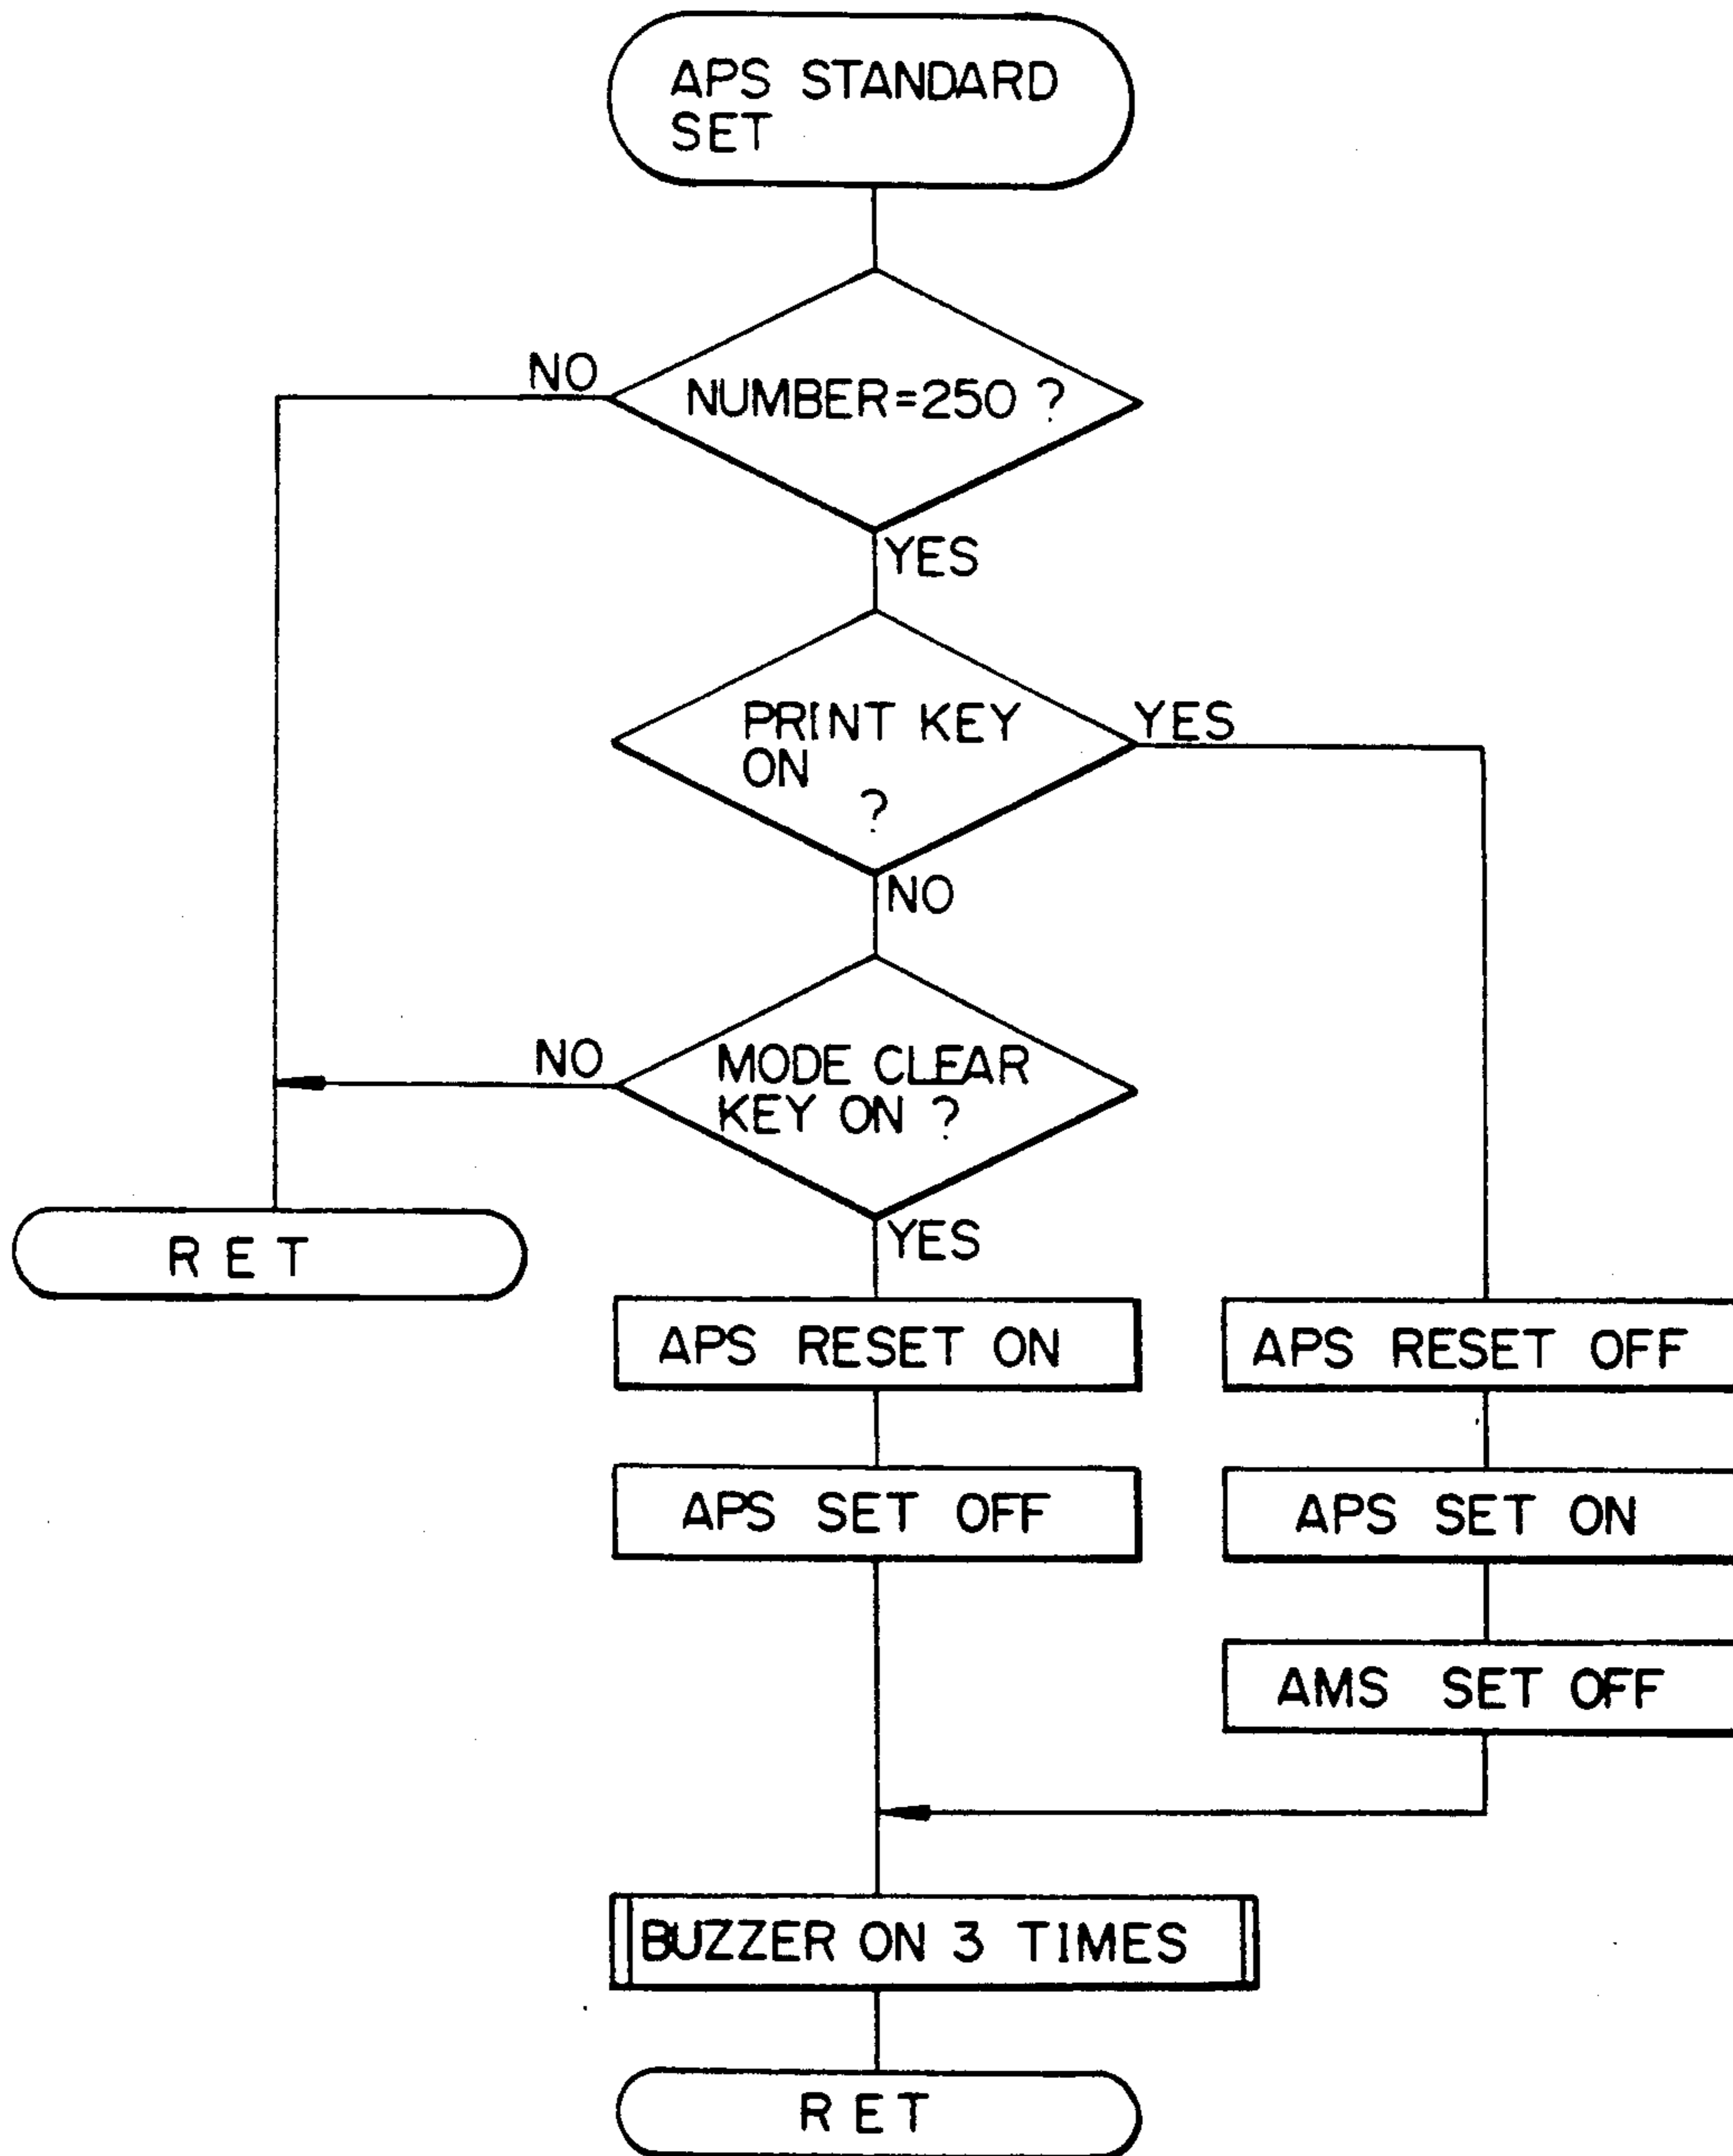 APS STANDARD
SET
NO
NUMBER=250 ?
YES
PRINT KEY
ON
?
YES
NO
NO
MODE CLEAR
KEY ON ?
YES
RET
APS RESET ON
APS RESET OFF
APS SET OFF
APS SET ON
AMS SET OFF
BUZZER ON 3 TIMES
RET